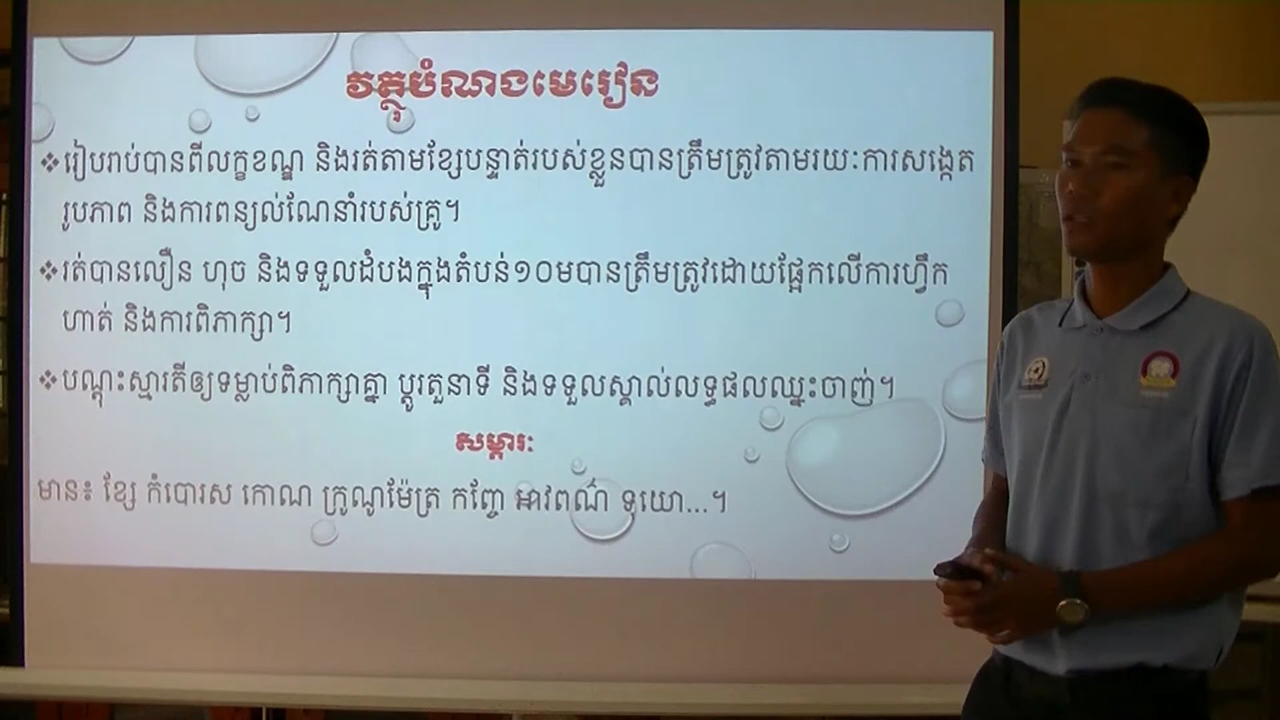 វត្ថុបំណងមេរៀន
❖រៀបរាប់បានពីលក្ខខណ្ឌ និងរត់តាមខ្សែបន្ទាត់របស់ខ្លួនបានត្រឹមត្រូវតាមរយៈការសង្កេត
រូបភាព និងការពន្យល់ណែនាំរបស់គ្រូ។
❖រត់បានលឿន ហុច និងទទួលដំបងក្នុងតំបន់១០មបានត្រឹមត្រូវដោយផ្អែកលើការហ្វឹក
ហាត់ និងការពិភាក្សា។
❖បណ្តុះស្មារតីឲ្យទម្លាប់ពិភាក្សាគ្នា ប្តូរតួនាទី និងទទួលស្គាល់លទ្ធផលឈ្នះចាញ់។
សម្ភារៈ
មាន៖ ខ្សែ កំបោរស កោណ ក្រូណូម៉ែត្រ កញ្ចែ អាវពណ៌ ទុយោ...។